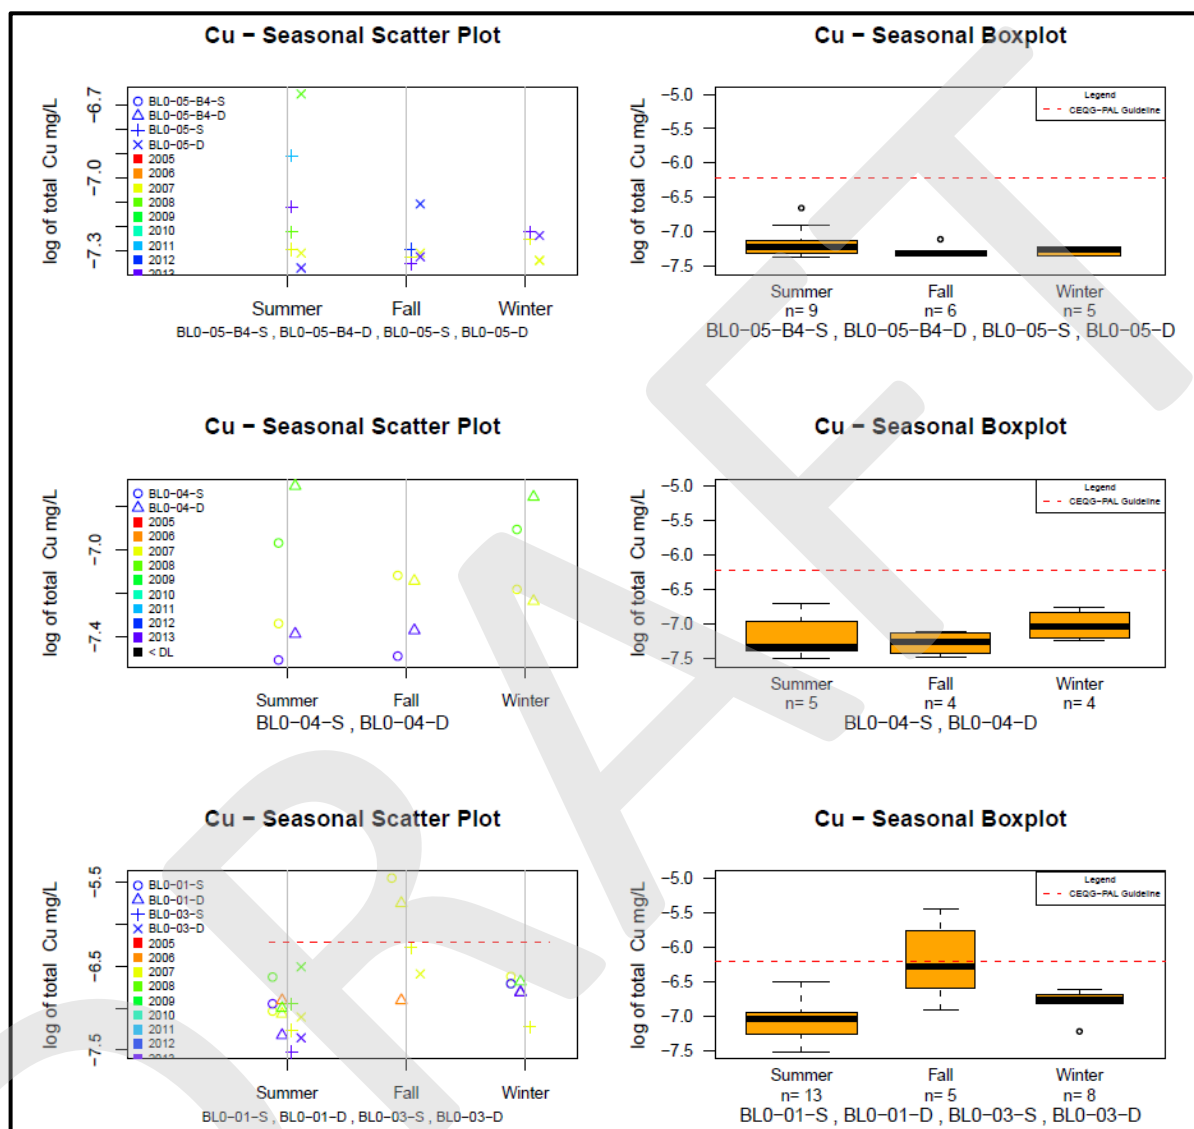 Cu − Seasonal Scatter Plot
log of total Cu mg/L
−6.7
−7.0
−7.3
BL0−05−B4−S
BL0−05−B4−D
BL0−05−S
BL0−05−D
2005
2006
2007
2008
2009
2010
2011
2012
2013
Summer Fall Winter
BL0−05−B4−S , BL0−05−B4−D , BL0−05−S , BL0−05−D
Cu − Seasonal Boxplot
log of total Cu mg/L
−5.0
−5.5
−6.0
−6.5
−7.0
−7.5
Legend
CEQG−PAL Guideline
Summer Fall Winter
n= 9 n= 6 n= 5
BL0−05−B4−S , BL0−05−B4−D , BL0−05−S , BL0−05−D
Cu − Seasonal Scatter Plot
log of total Cu mg/L
−7.0
−7.4
BL0−04−S
BL0−04−D
2005
2006
2007
2008
2009
2010
2011
2012
2013
< DL
Summer Fall Winter
BL0−04−S , BL0−04−D
Cu − Seasonal Boxplot
log of total Cu mg/L
−5.0
−5.5
−6.0
−6.5
−7.0
−7.5
Legend
CEQG−PAL Guideline
Summer Fall Winter
n= 5 n= 4 n= 4
BL0−04−S , BL0−04−D
Cu − Seasonal Scatter Plot
log of total Cu mg/L
−5.5
−6.5
−7.5
BL0−01−S
BL0−01−D
BL0−03−S
BL0−03−D
2005
2006
2007
2008
2009
2010
2011
2012
2013
Summer Fall Winter
BL0−01−S , BL0−01−D , BL0−03−S , BL0−03−D
Cu − Seasonal Boxplot
log of total Cu mg/L
−5.0
−5.5
−6.0
−6.5
−7.0
−7.5
Legend
CEQG−PAL Guideline
Summer Fall Winter
n= 13 n= 5 n= 8
BL0−01−S , BL0−01−D , BL0−03−S , BL0−03−D
DRAFT